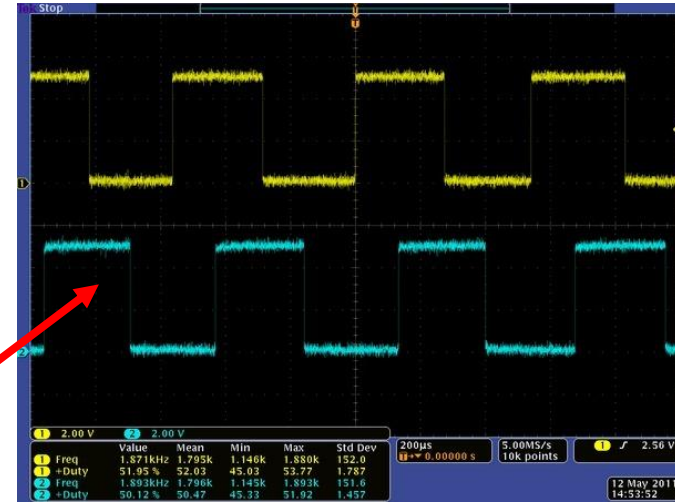 Tek Stop
T
1
2
1 2.00 V 2 2.00 V
Value Mean Min Max Std Dev
1 Freq 1.871kHz 1.795k 1.146k 1.880k 152.0
1 +Duty 51.95 % 52.03 45.03 53.77 1.787
2 Freq 1.893kHz 1.796k 1.145k 1.893k 151.6
2 +Duty 50.12 % 50.47 45.33 51.92 1.457
200µs
T→▼ 0.00000 s
5.00MS/s
10k points
1 ∫ 2.56 V
12 May 2011
14:53:52